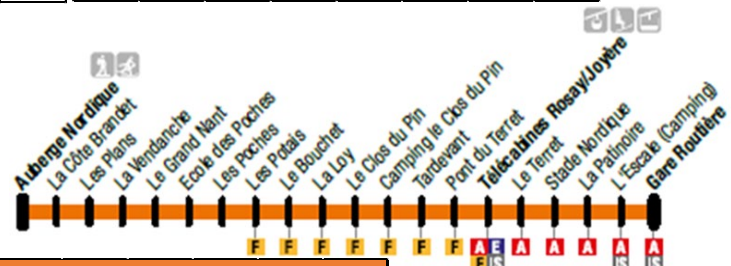 Auberge Nordique
La Côte Brandet
Les Plans
La Vendanche
Le Grand Nant
Ecole des Poches
Les Poches
Les Potais
Le Bouchet
La Loy
Le Clos du Pin
Camping le Clos du Pin
Tardevant
Pont du Terret
Télécabines Rosay/Joyère
Le Terret
Stade Nordique
La Patinoire
L'Escale (Camping)
Gare Routière
F F F F F F F A E A A A A A